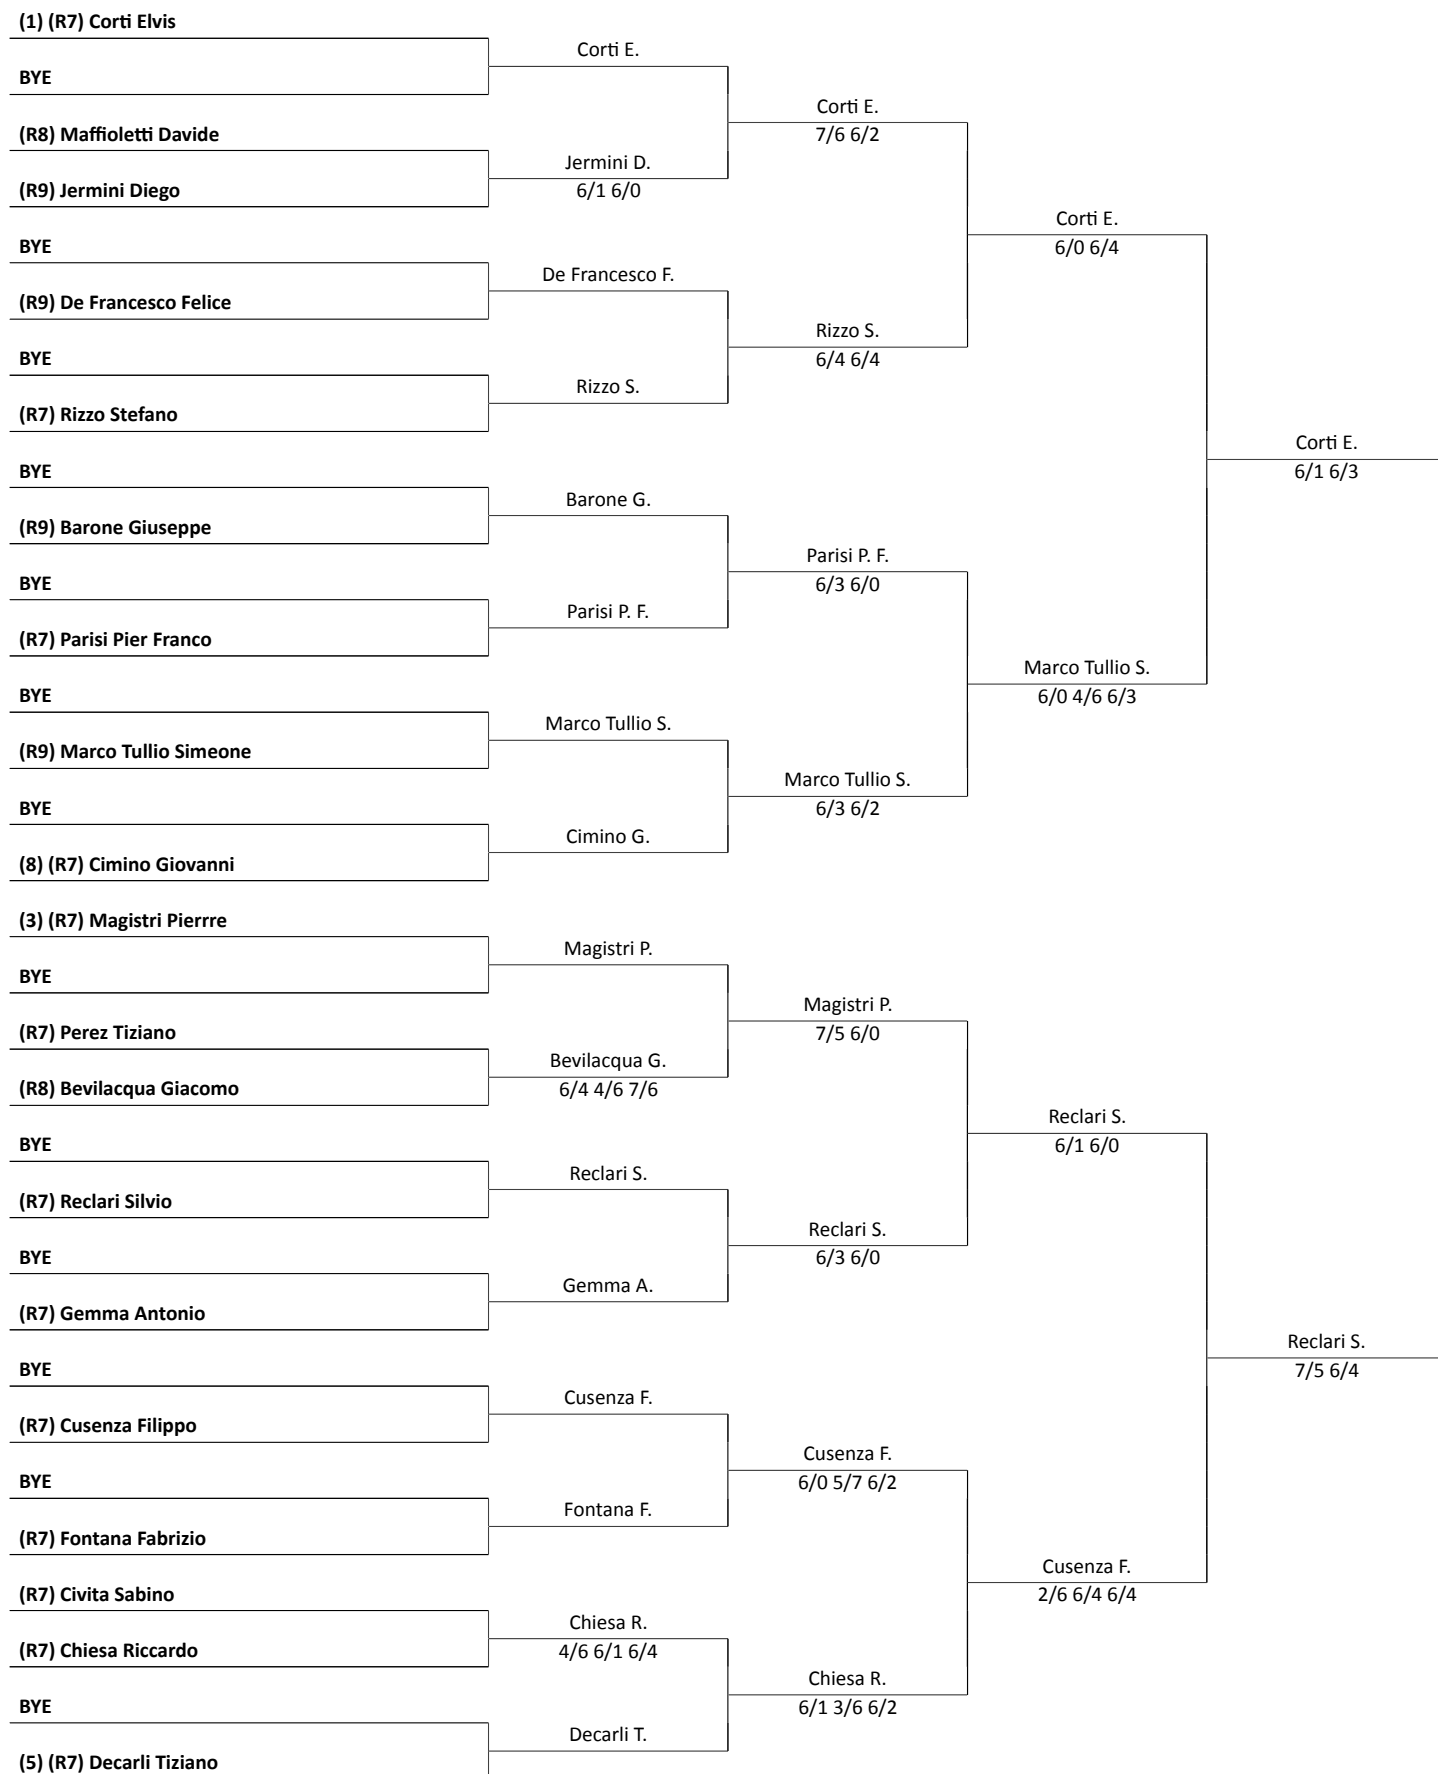 (1) (R7) Corti Elvis
Corti E.
BYE
Corti E.
7/6 6/2
(R8) Maffioletti Davide
Jermini D.
6/1 6/0
(R9) Jermini Diego
Corti E.
6/0 6/4
BYE
De Francesco F.
(R9) De Francesco Felice
Rizzo S.
6/4 6/4
BYE
Rizzo S.
(R7) Rizzo Stefano
Corti E.
6/1 6/3
BYE
Barone G.
(R9) Barone Giuseppe
Parisi P. F.
6/3 6/0
BYE
Parisi P. F.
(R7) Parisi Pier Franco
Marco Tullio S.
6/0 4/6 6/3
BYE
Marco Tullio S.
(R9) Marco Tullio Simeone
Marco Tullio S.
6/3 6/2
BYE
Cimino G.
(8) (R7) Cimino Giovanni
(3) (R7) Magistri Pierrre
Magistri P.
BYE
Magistri P.
7/5 6/0
(R7) Perez Tiziano
Bevilacqua G.
6/4 4/6 7/6
(R8) Bevilacqua Giacomo
Reclari S.
6/1 6/0
BYE
Reclari S.
(R7) Reclari Silvio
Reclari S.
6/3 6/0
BYE
Gemma A.
(R7) Gemma Antonio
Reclari S.
7/5 6/4
BYE
Cusenza F.
(R7) Cusenza Filippo
Cusenza F.
6/0 5/7 6/2
BYE
Fontana F.
(R7) Fontana Fabrizio
Cusenza F.
2/6 6/4 6/4
(R7) Civita Sabino
Chiesa R.
4/6 6/1 6/4
(R7) Chiesa Riccardo
Chiesa R.
6/1 3/6 6/2
BYE
Decarli T.
(5) (R7) Decarli Tiziano